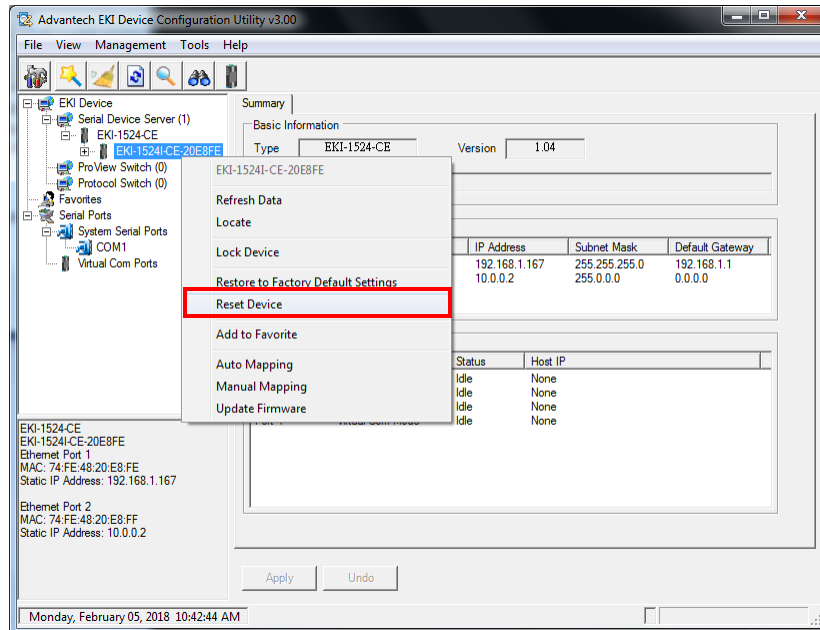 Advantech EKI Device Configuration Utility v3.00
File View Management Tools Help
EKI Device
Serial Device Server (1)
EKI-1524-CE
EKI-1524I-CE-20E8FE
ProView Switch (0)
Protocol Switch (0)
Favorites
Serial Ports
System Serial Ports
COM1
Virtual Com Ports
Summary
Basic Information
Type EKI-1524-CE Version 1.04
EKI-1524I-CE-20E8FE
Refresh Data
Locate
Lock Device
Restore to Factory Default Settings
Reset Device
Add to Favorite
Auto Mapping
Manual Mapping
Update Firmware
IP Address Subnet Mask Default Gateway
192.168.1.167 255.255.255.0 192.168.1.1
10.0.0.2 255.0.0.0 0.0.0.0
Status Host IP
Idle None
Idle None
Idle None
Idle None
EKI-1524-CE
EKI-1524I-CE-20E8FE
Ethernet Port 1
MAC: 74:FE:48:20:E8:FE
Static IP Address: 192.168.1.167
Ethernet Port 2
MAC: 74:FE:48:20:E8:FF
Static IP Address: 10.0.0.2
Apply Undo
Monday, February 05, 2018 10:42:44 AM